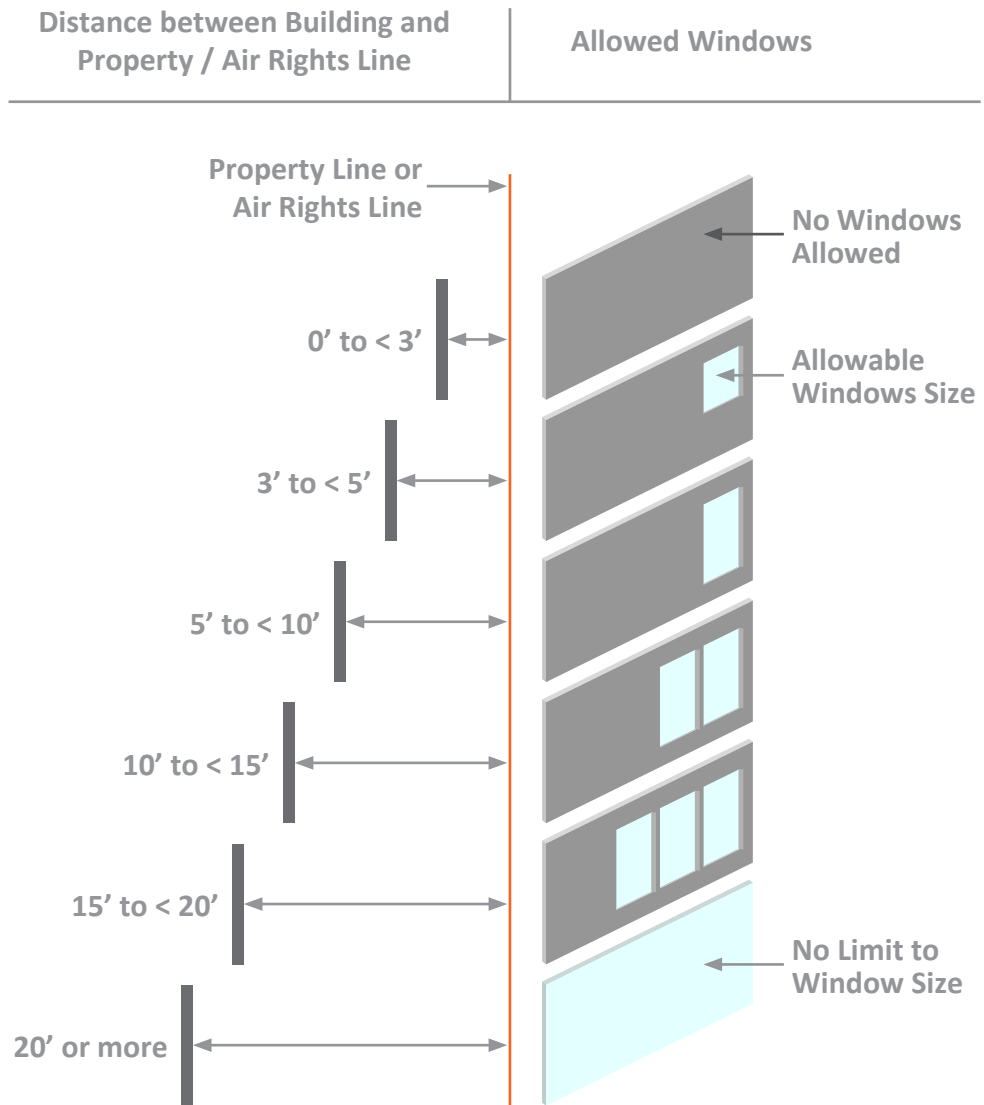 Distance between Building and
Property / Air Rights Line
Allowed Windows
Property Line or
Air Rights Line
No Windows
Allowed
0’ to < 3’
Allowable
Windows Size
3’ to < 5’
5’ to < 10’
10’ to < 15’
15’ to < 20’
No Limit to
Window Size
20’ or more